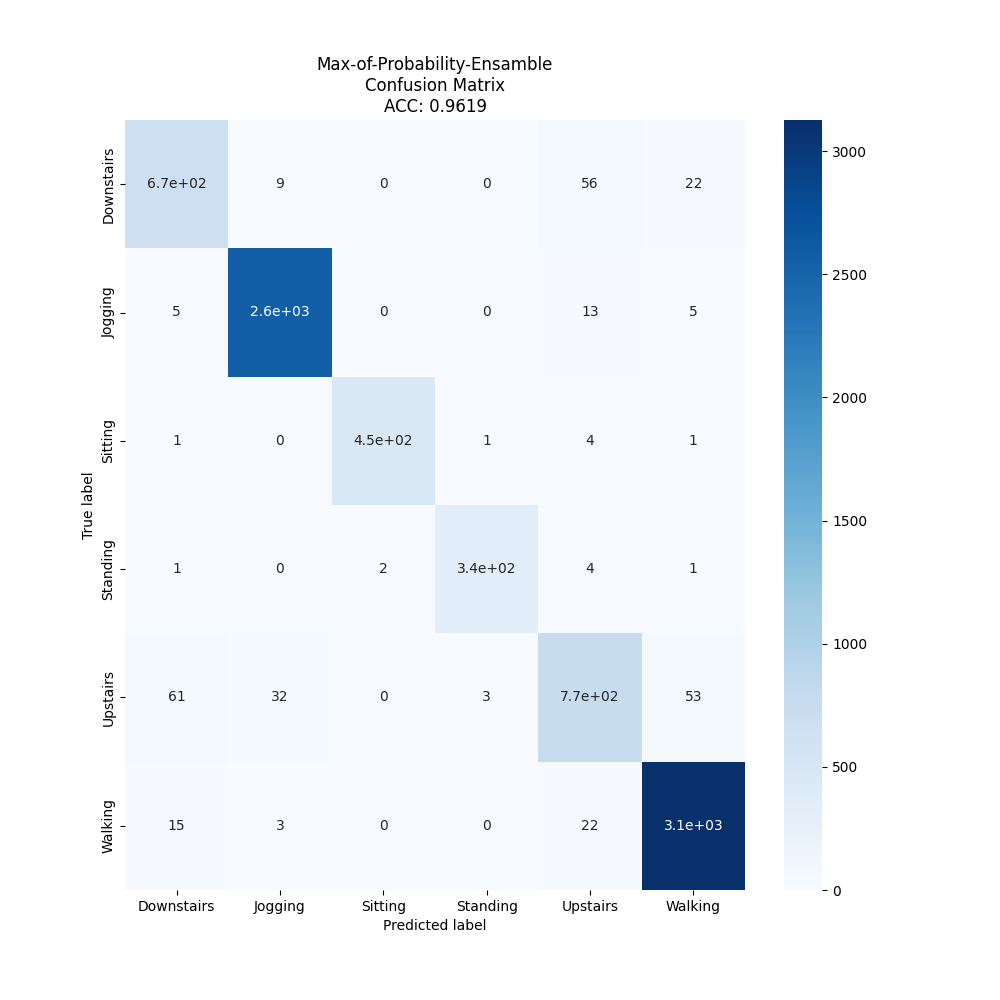 Max-of-Probability-Ensamble
Confusion Matrix
ACC: 0.9619
Downstairs 6.7e+02 9 0 0 56 22
Jogging 5 2.6e+03 0 0 13 5
Sitting 1 0 4.5e+02 1 4 1
Standing 1 0 2 3.4e+02 4 1
Upstairs 61 32 0 3 7.7e+02 53
Walking 15 3 0 0 22 3.1e+03
True label
Downstairs Jogging Sitting Standing Upstairs Walking
Predicted label
3000
2500
2000
1500
1000
500
0